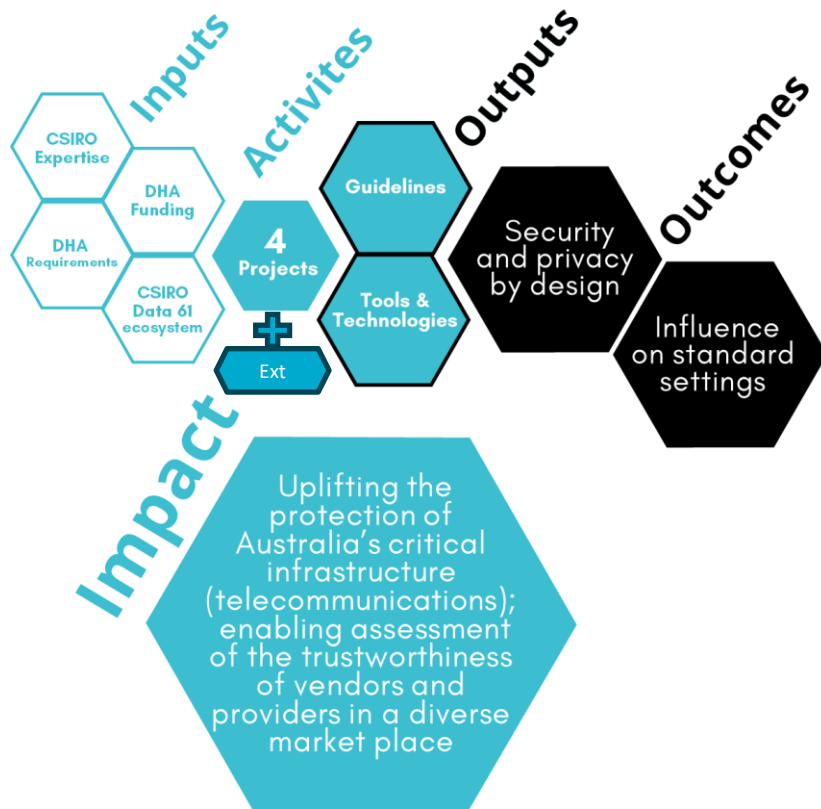 Inputs
CSIRO
Expertise
DHA
Funding
DHA
Requirements
CSIRO
Data 61
ecosystem
Activites
4
Projects
Ext
Outputs
Guidelines
Tools &
Technologies
Outcomes
Security
and privacy
by design
Influence
on standard
settings
Impact
Uplifting the
protection of
Australia's critical
infrastructure
(telecommunications);
enabling assessment
of the trustworthiness
of vendors and
providers in a diverse
market place